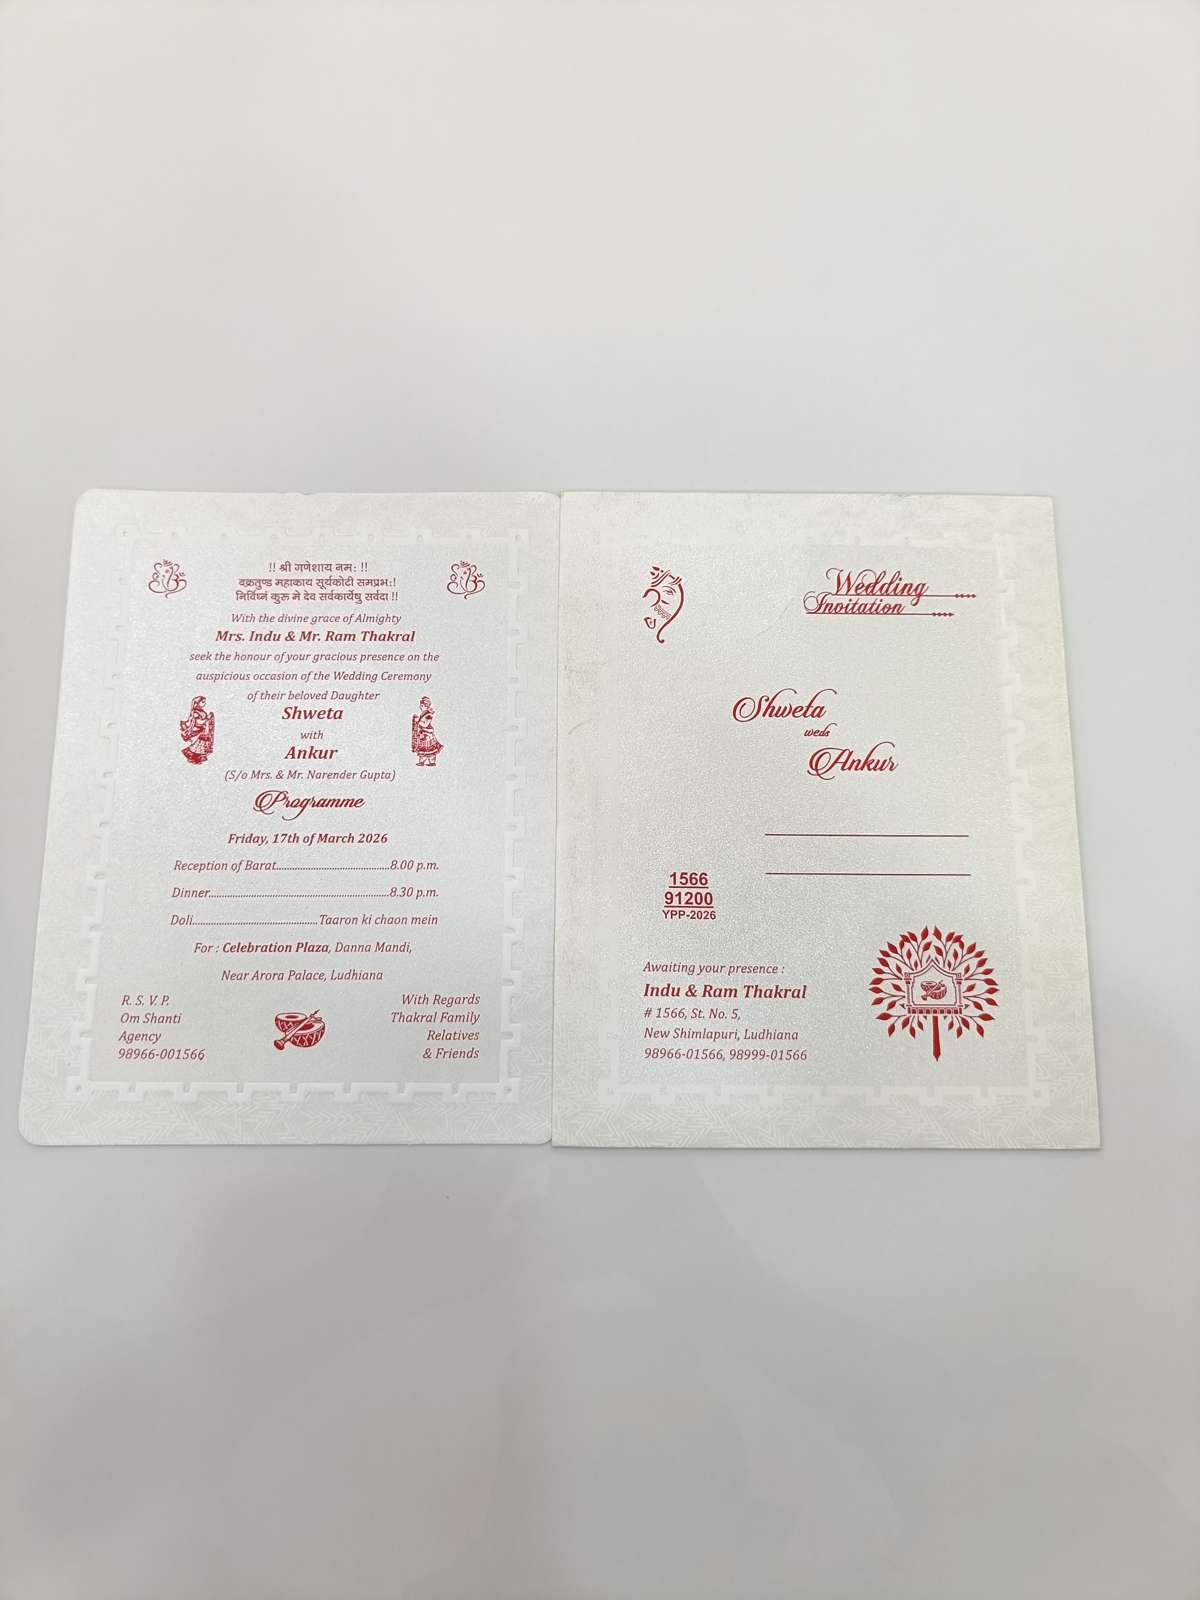 !! श्री गणेशाय नम: !!
वक्रतुण्ड महाकाय सूर्यकोटी समप्रभ:!
निर्विघ्नं कुरू मे देव सर्वकार्येषु सर्वदा !!
With the divine grace of Almighty
Mrs. Indu & Mr. Ram Thakral
seek the honour of your gracious presence on the
auspicious occasion of the Wedding Ceremony
of their beloved Daughter
Shweta
with
Ankur
(S/o Mrs. & Mr. Narender Gupta)
Programme
Friday, 17th of March 2026
Reception of Barat..........................................8.00 p.m.
Dinner..................................................................8.30 p.m.
Doli..............................................Taaron ki chaon mein
For : Celebration Plaza, Danna Mandi,
Near Arora Palace, Ludhiana
R. S. V. P.
Om Shanti
Agency
98966-001566
With Regards
Thakral Family
Relatives
& Friends
Wedding
Invitation
Shweta
weds
Ankur
1566
91200
YPP-2026
Awaiting your presence :
Indu & Ram Thakral
# 1566, St. No. 5,
New Shimlapuri, Ludhiana
98966-01566, 98999-01566